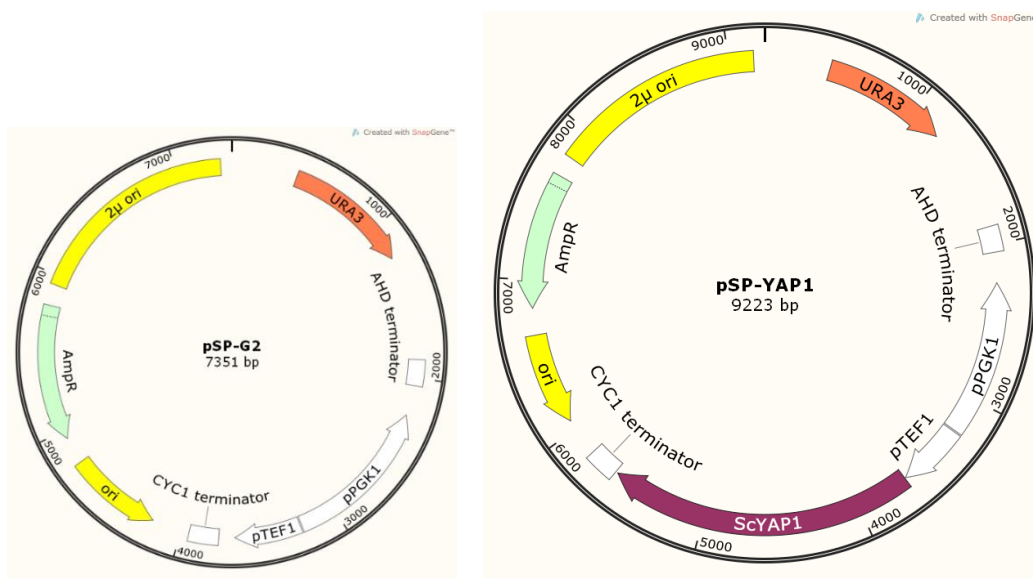 Created with SnapGene™
7000
2μ ori
URA3
1000
6000
AHD terminator
AmpR
pSP-G2
7351 bp
2000
5000
ori
CYC1 terminator
pPGK1
pTEF1
3000
4000
Created with SnapGene
9000
2μ ori
URA3
1000
8000
AHD terminator
2000
AmpR
pSP-YAP1
9223 bp
7000
ori
CYC1 terminator
pTEF1
pPGK1
3000
6000
ScYAP1
4000
5000